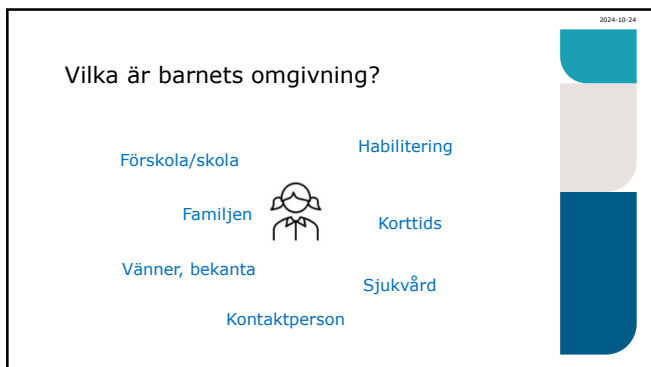 2024-10-24
Vilka är barnets omgivning?
Habilitering
Förskola/skola
Familjen
Korttids
Vänner, bekanta
Sjukvård
Kontaktperson